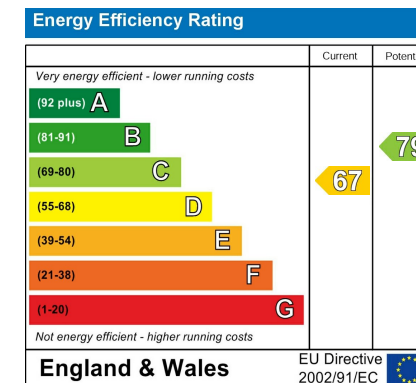 Energy Efficiency Rating
Current Potent
Very energy efficient - lower running costs
(92 plus) A
(81-91) B
79
(69-80) C
67
(55-68) D
(39-54) E
(21-38) F
(1-20) G
Not energy efficient - higher running costs
England & Wales
EU Directive
2002/91/EC